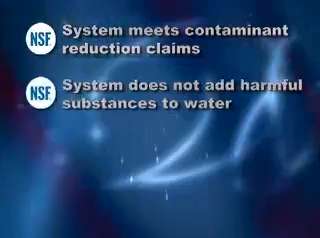 NSF System meets contaminant
reduction claims
NSF System does not add harmful
substances to water